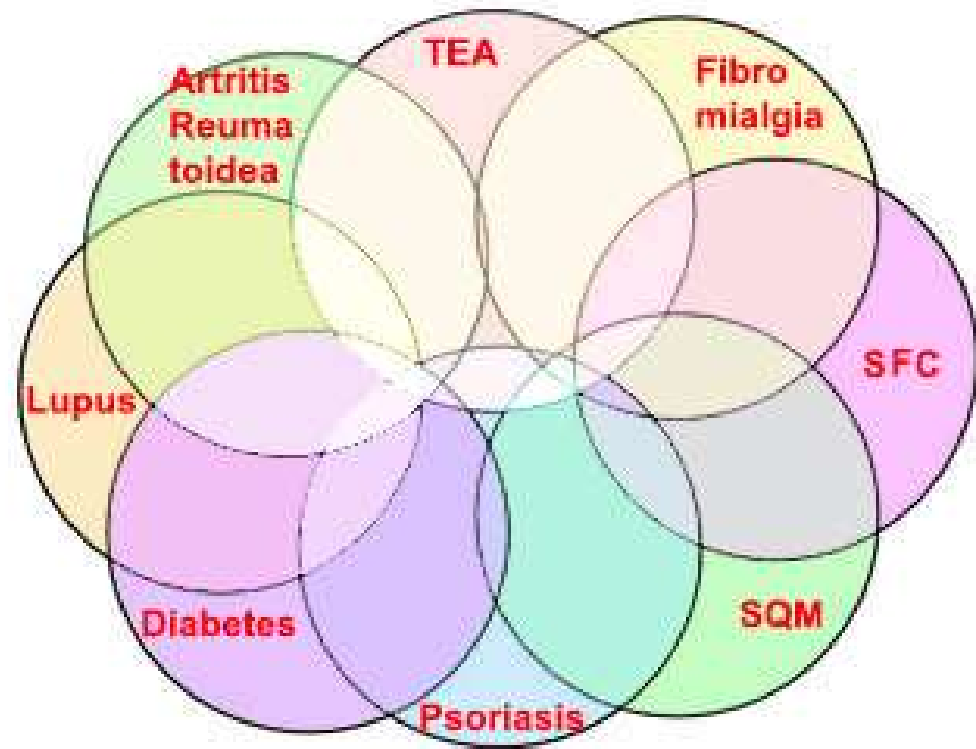 TEA
Fibro
mialgia
Artritis
Reuma
toidea
SFC
Lupus
SQM
Diabetes
Psoriasis